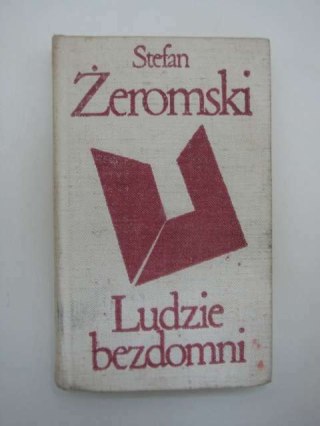 Stefan
Żeromski
Ludzie
bezdomni